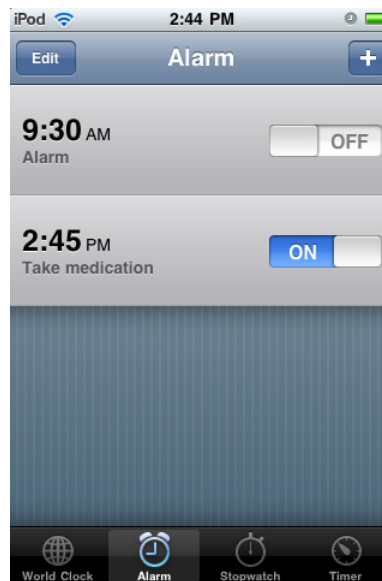 iPod 2:44 PM
Edit Alarm +
9:30 AM
Alarm
OFF
2:45 PM
Take medication
ON
World Clock Alarm Stopwatch Timer